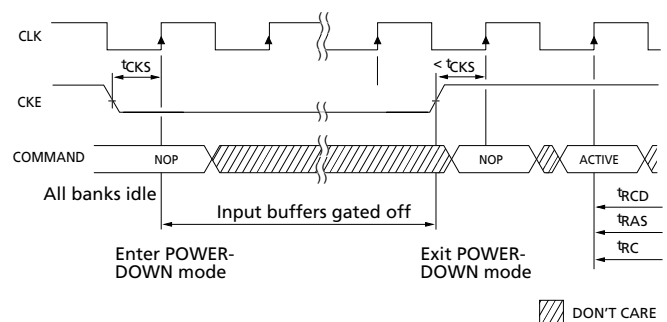 CLK
tCKS
< tCKS
CKE
COMMAND
NOP
NOP
ACTIVE
All banks idle
Input buffers gated off
tRCD
tRAS
tRC
Enter POWER-
DOWN mode
Exit POWER-
DOWN mode
DON'T CARE